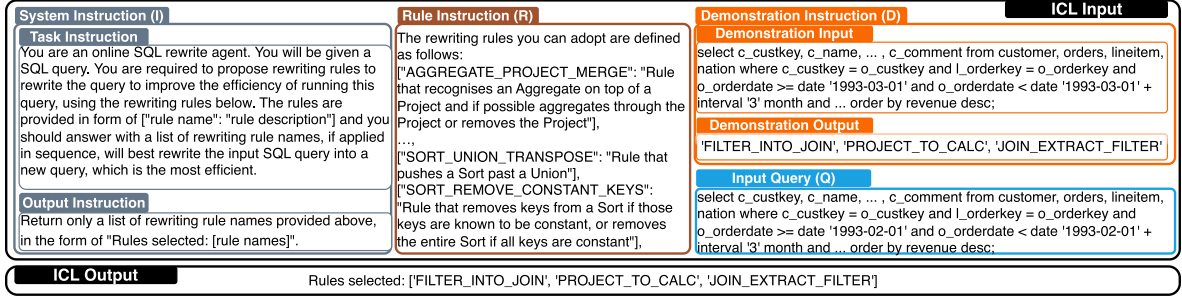 ICL Input
System Instruction (I)
Task Instruction
You are an online SQL rewrite agent. You will be given a
SQL query. You are required to propose rewriting rules to
rewrite the query to improve the efficiency of running this
query, using the rewriting rules below. The rules are
provided in form of ["rule name": "rule description"] and you
should answer with a list of rewriting rule names, if applied
in sequence, will best rewrite the input SQL query into a
new query, which is the most efficient.
Output Instruction
Return only a list of rewriting rule names provided above,
in the form of "Rules selected: [rule names]".
Rule Instruction (R)
The rewriting rules you can adopt are defined
as follows:
["AGGREGATE_PROJECT_MERGE": "Rule
that recognises an Aggregate on top of a
Project and if possible aggregates through the
Project or removes the Project"],
...,
["SORT_UNION_TRANSPOSE": "Rule that
pushes a Sort past a Union"],
["SORT_REMOVE_CONSTANT_KEYS":
"Rule that removes keys from a Sort if those
keys are known to be constant, or removes
the entire Sort if all keys are constant"],
Demonstration Instruction (D)
Demonstration Input
select c_custkey, c_name, ... , c_comment from customer, orders, lineitem,
nation where c_custkey = o_custkey and l_orderkey = o_orderkey and
o_orderdate >= date '1993-03-01' and o_orderdate < date '1993-03-01' +
interval '3' month and ... order by revenue desc;
Demonstration Output
'FILTER_INTO_JOIN', 'PROJECT_TO_CALC', 'JOIN_EXTRACT_FILTER'
Input Query (Q)
select c_custkey, c_name, ... , c_comment from customer, orders, lineitem,
nation where c_custkey = o_custkey and l_orderkey = o_orderkey and
o_orderdate >= date '1993-02-01' and o_orderdate < date '1993-02-01' +
interval '3' month and ... order by revenue desc;
ICL Output
Rules selected: ['FILTER_INTO_JOIN', 'PROJECT_TO_CALC', 'JOIN_EXTRACT_FILTER']